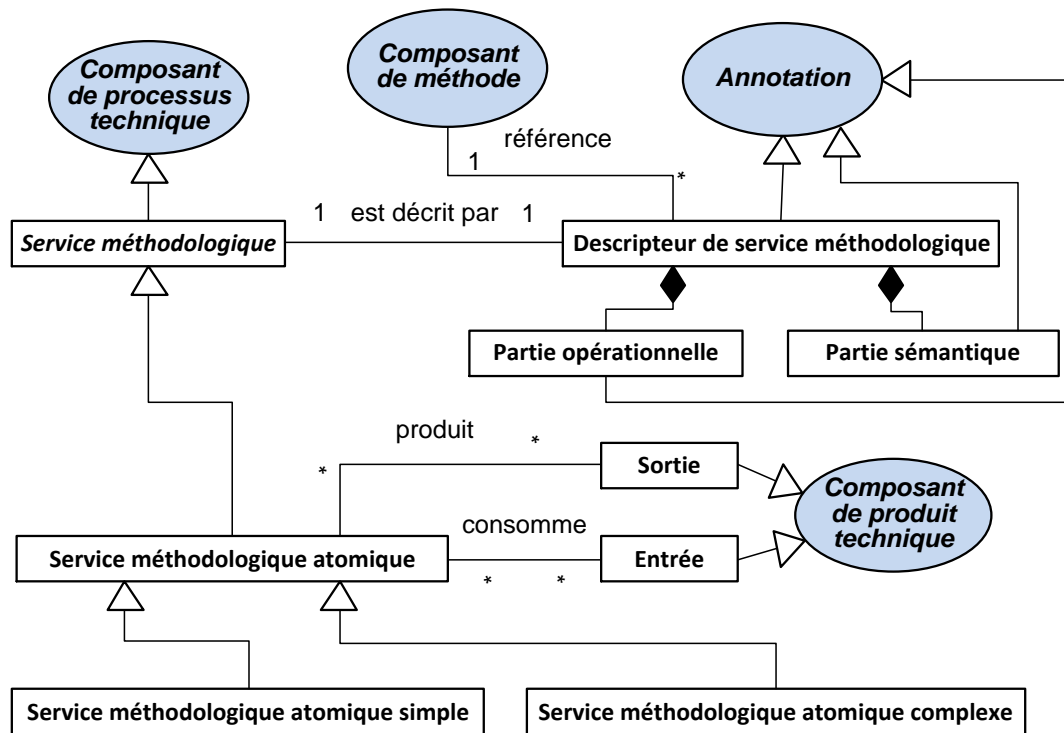 Composant
de processus
technique
Composant
de méthode
Annotation
référence
1
*
Service méthodologique
1 est décrit par 1
Descripteur de service méthodologique
Partie opérationnelle
Partie sémantique
produit
*
*
Sortie
Composant
de produit
technique
consomme
Service méthodologique atomique
*
*
Entrée
Service méthodologique atomique simple
Service méthodologique atomique complexe